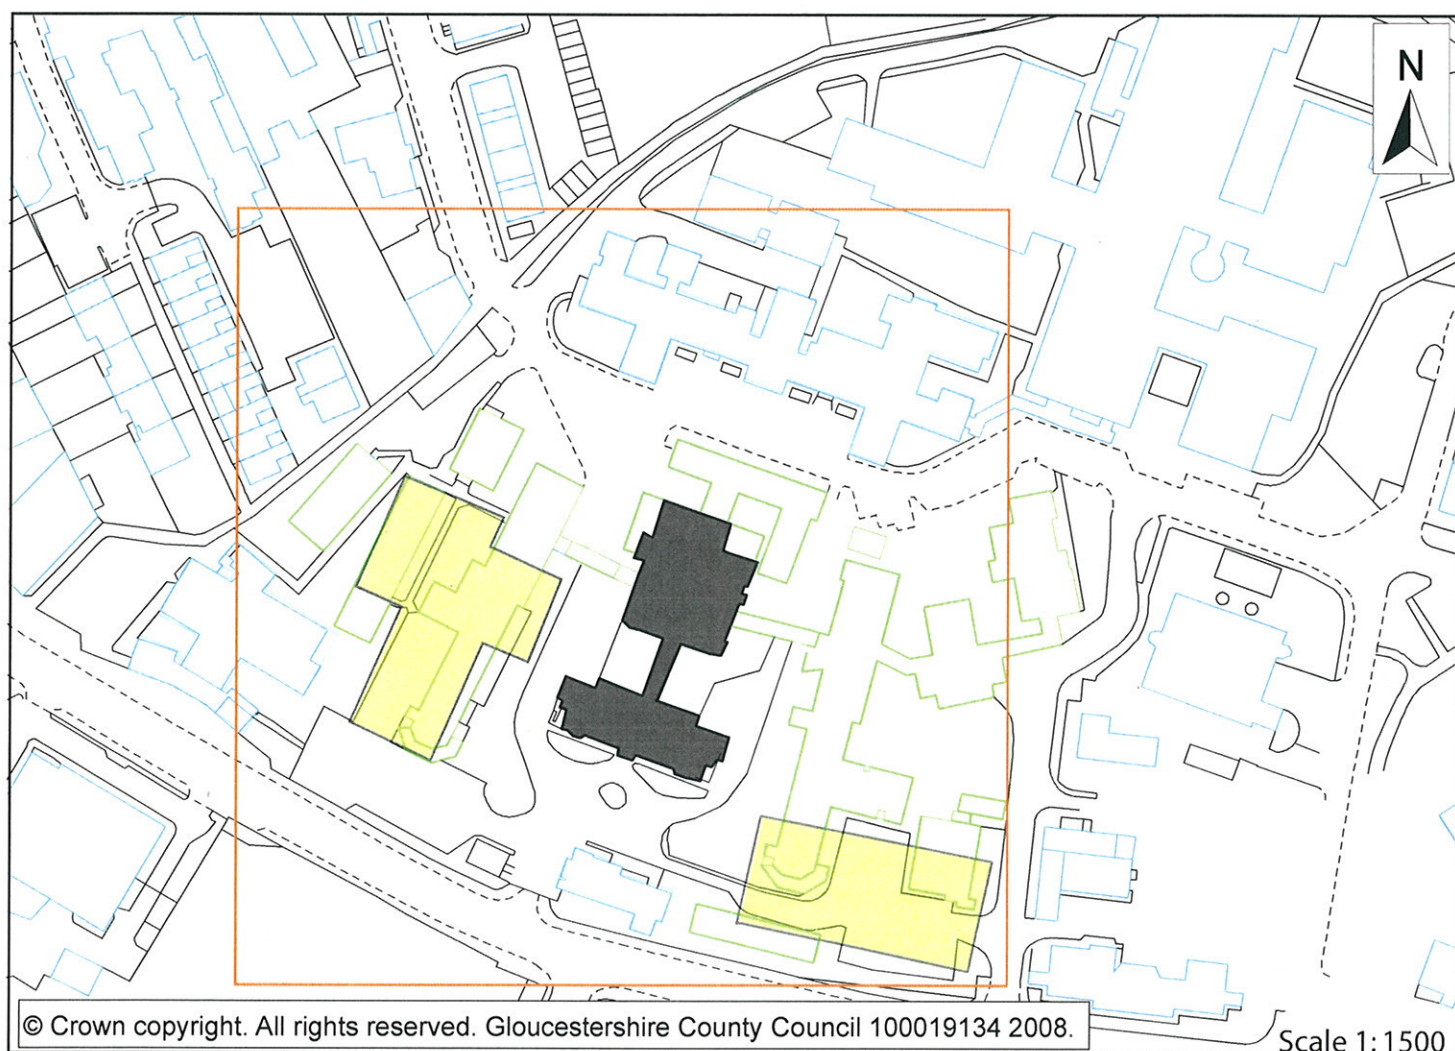 N
© Crown copyright. All rights reserved. Gloucestershire County Council 100019134 2008.
Scale 1:1500